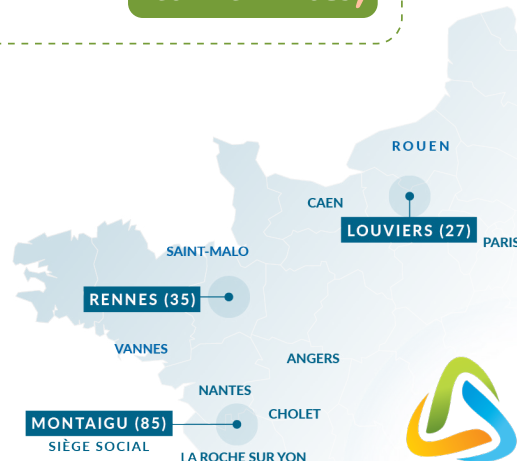 ROUEN
CAEN
LOUVIERS (27)
PARIS
SAINT-MALO
RENNES (35)
VANNES
ANGERS
NANTES
CHOLET
MONTAIGU (85)
SIÈGE SOCIAL
LA ROCHE SUR YON